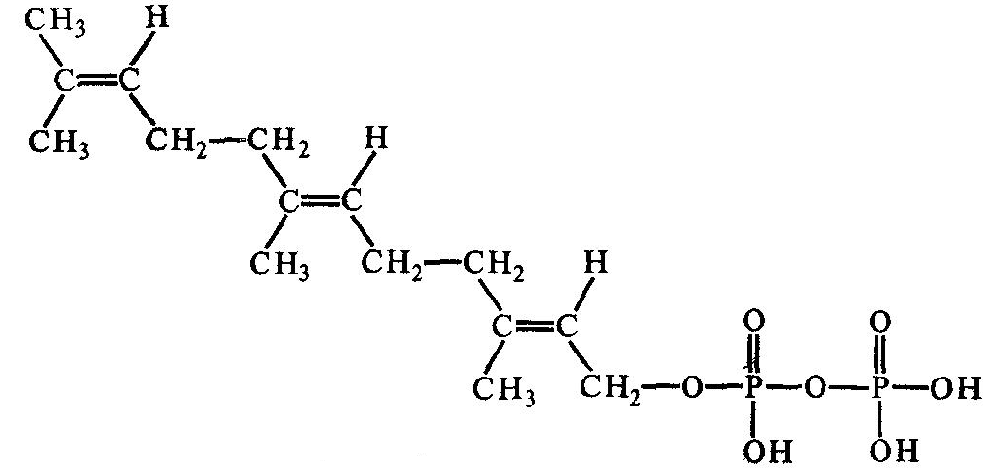 CH3 H
C=C
CH3 CH2—CH2 H
C=C
CH3 CH2—CH2 H
C=C O O
CH3 CH2—O—P—O—P—OH
OH OH